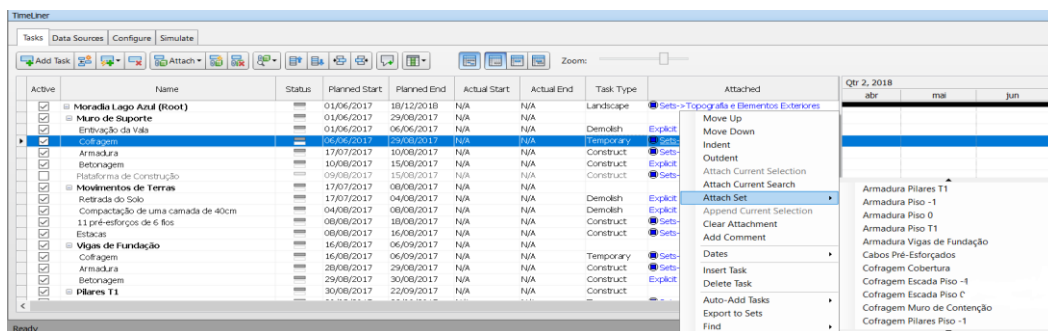 TimeLiner
Tasks Data Sources Configure Simulate
Add Task Attach Zoom:
Active Name Status Planned Start Planned End Actual Start Actual End Task Type Attached Qtr 2, 2018
abr mai jun
Moradia Lago Azul (Root) 01/06/2017 18/12/2018 N/A N/A Landscape Sets->Topografia e Elementos Exteriores
Muro de Suporte 01/06/2017 29/08/2017 N/A N/A
Entivação da Vala 01/06/2017 06/06/2017 N/A N/A Demolish Explicit
Cofragem 06/06/2017 29/08/2017 N/A N/A Temporary Sets-
Armadura 17/07/2017 10/08/2017 N/A N/A Construct Sets-
Betonagem 10/08/2017 15/08/2017 N/A N/A Construct Explicit
Plataforma de Construção 09/08/2017 15/08/2017 N/A N/A Construct Sets-
Movimentos de Terras 17/07/2017 08/08/2017 N/A N/A
Retirada do Solo 17/07/2017 04/08/2017 N/A N/A Demolish Explicit
Compactação de uma camada de 40cm 04/08/2017 08/08/2017 N/A N/A Demolish Explicit
11 pré-esforços de 6 fios 08/08/2017 18/08/2017 N/A N/A Construct Sets-
Estacas 08/08/2017 16/08/2017 N/A N/A Construct Sets-
Vigas de Fundação 16/08/2017 06/09/2017 N/A N/A
Cofragem 16/08/2017 06/09/2017 N/A N/A Temporary Sets-
Armadura 28/08/2017 29/08/2017 N/A N/A Construct Sets-
Betonagem 29/08/2017 30/08/2017 N/A N/A Construct Explicit
Pilares T1 30/08/2017 22/09/2017 N/A N/A
Ready
Move Up
Move Down
Indent
Outdent
Attach Current Selection
Attach Current Search
Attach Set
Append Current Selection
Clear Attachment
Add Comment
Dates
Insert Task
Delete Task
Auto-Add Tasks
Export to Sets
Find
Armadura Pilares T1
Armadura Piso -1
Armadura Piso 0
Armadura Piso T1
Armadura Vigas de Fundação
Cabos Pré-Esforçados
Cofragem Cobertura
Cofragem Escada Piso -1
Cofragem Escada Piso 0
Cofragem Muro de Contenção
Cofragem Pilares Piso -1